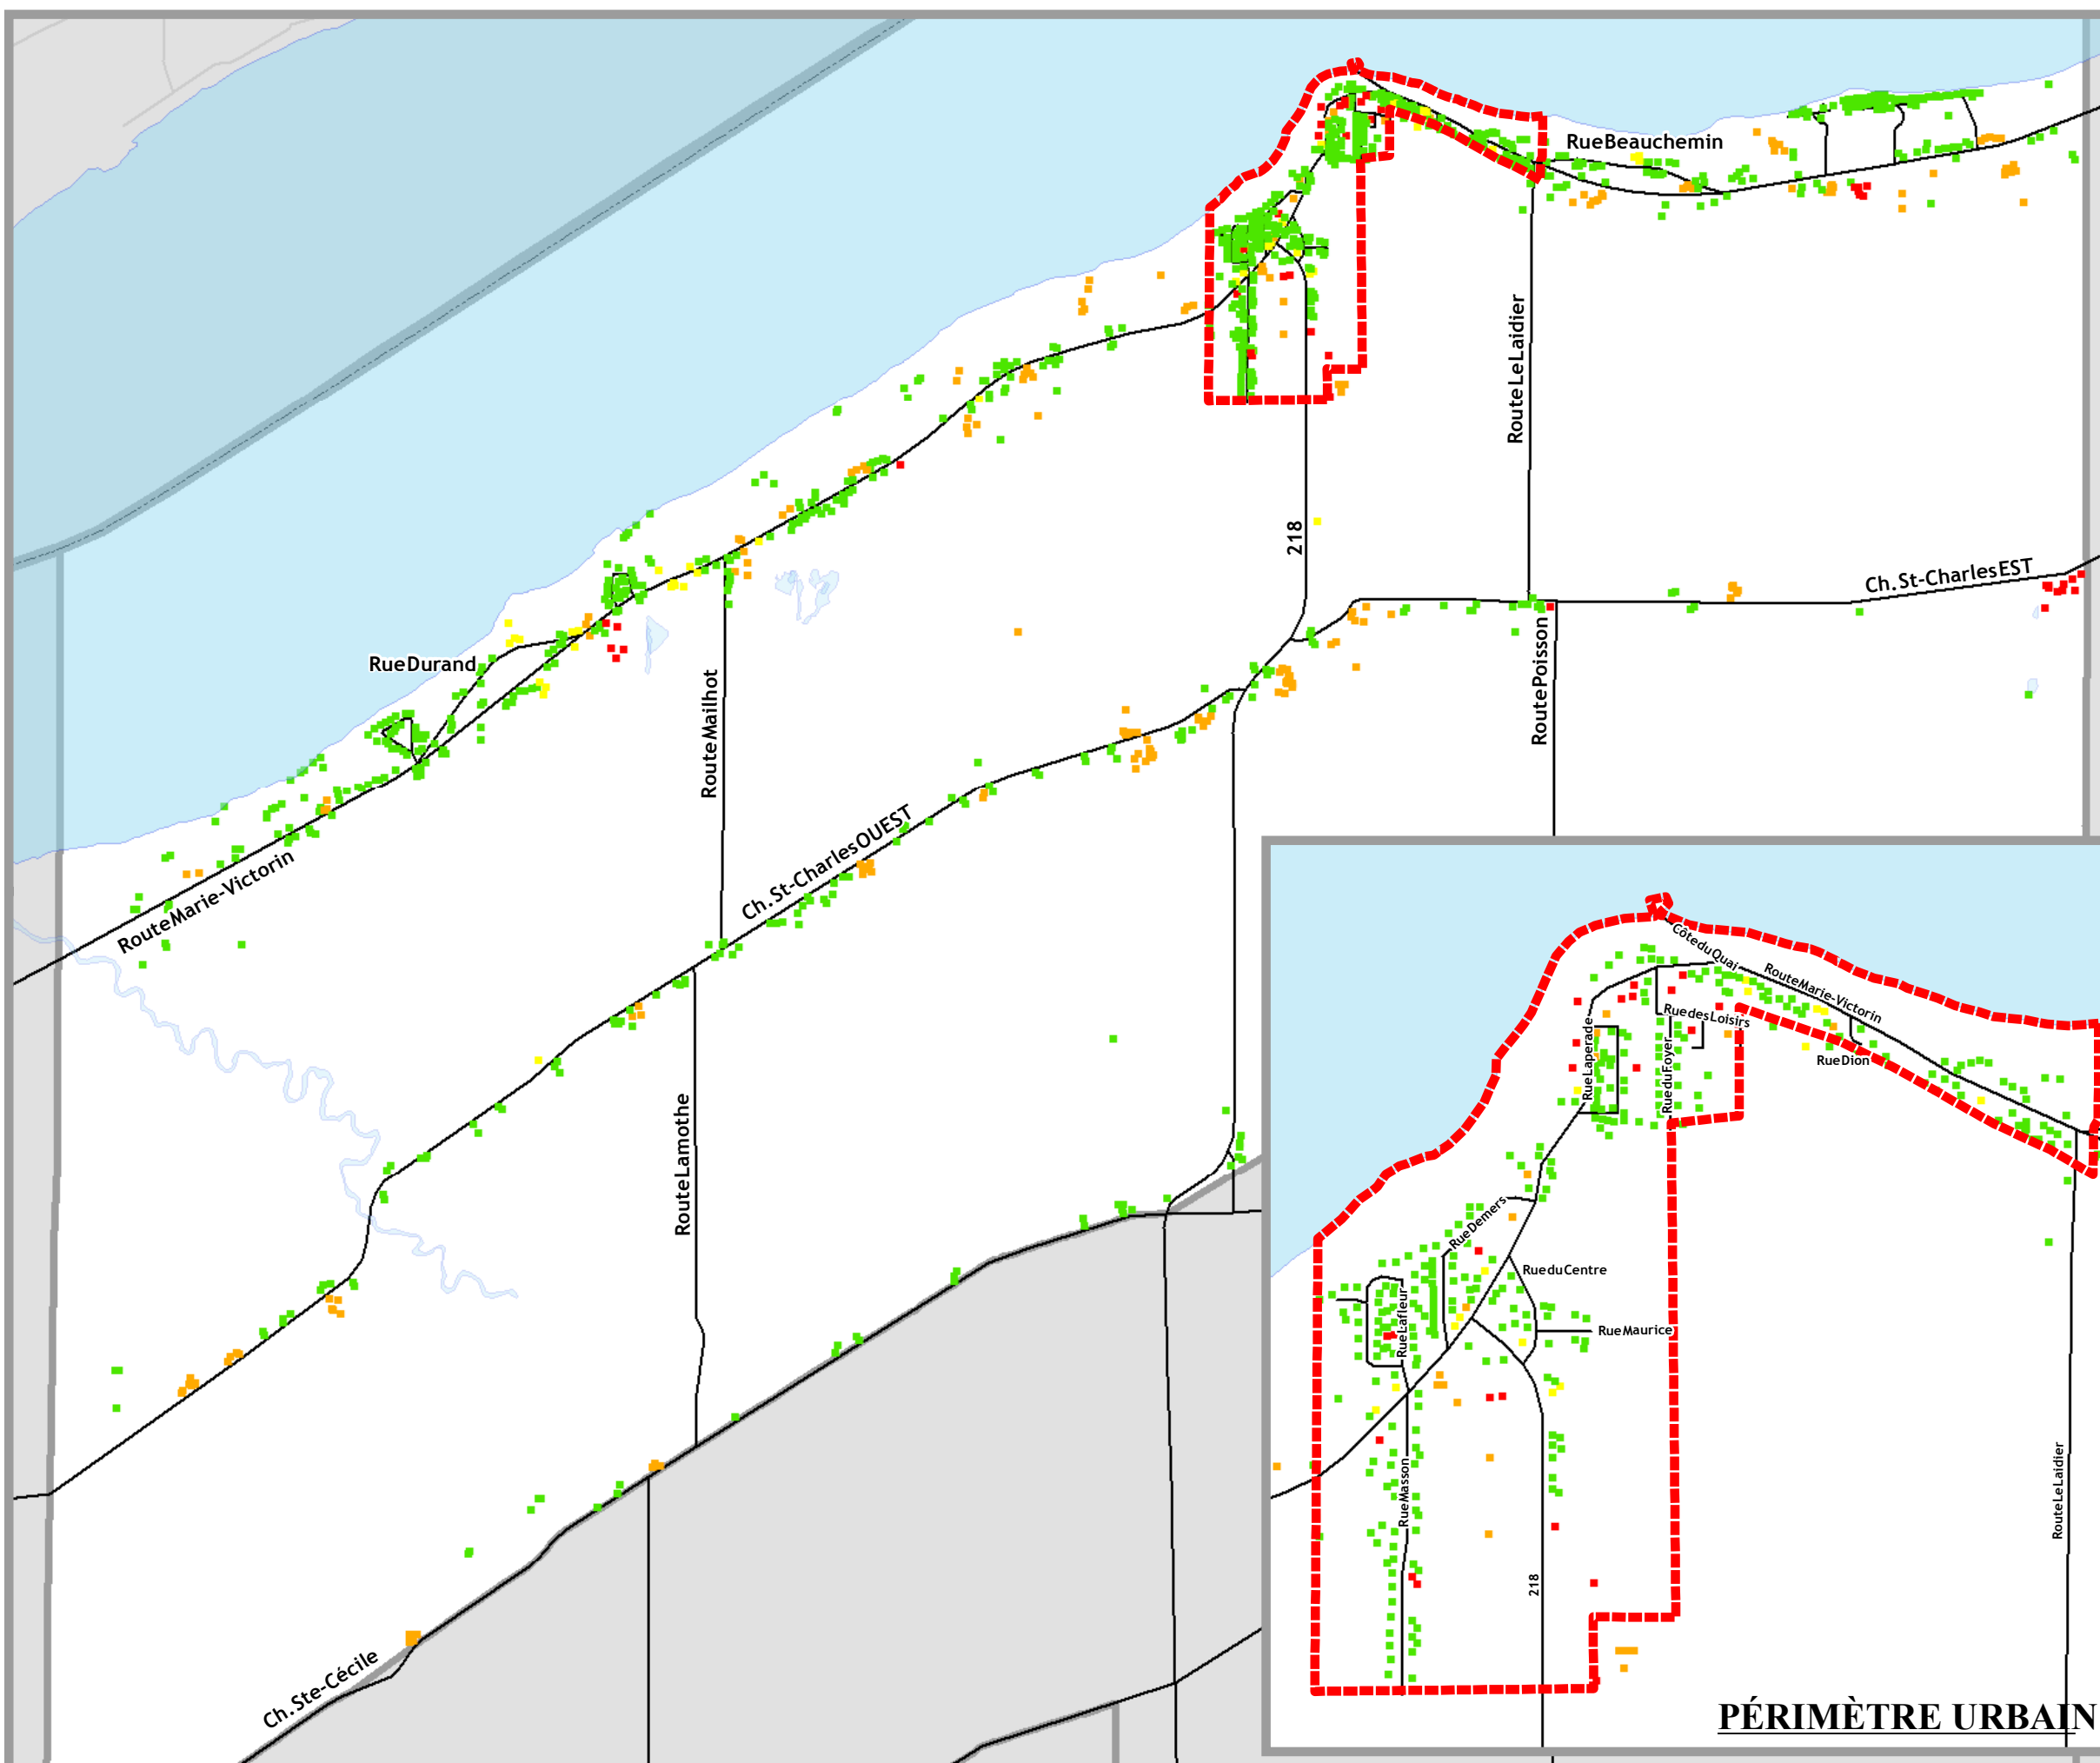 RueBeauchemin
RouteLeLaidier
218
Ch.St-CharlesEST
RoutePoisson
RueDurand
RouteMailhot
Ch.St-CharlesOUEST
RouteMarie-Victorin
RouteLamothe
Ch.Ste-Cécile
CôteduQuai
RouteMarie-Victorin
RuedesLoisirs
RueLaperade
RueduFoyer
RueDion
RueDemers
RueduCentre
RueLafleur
RueMaurice
RueMasson
RouteLeLaidier
218
PÉRIMÈTRE URBAIN